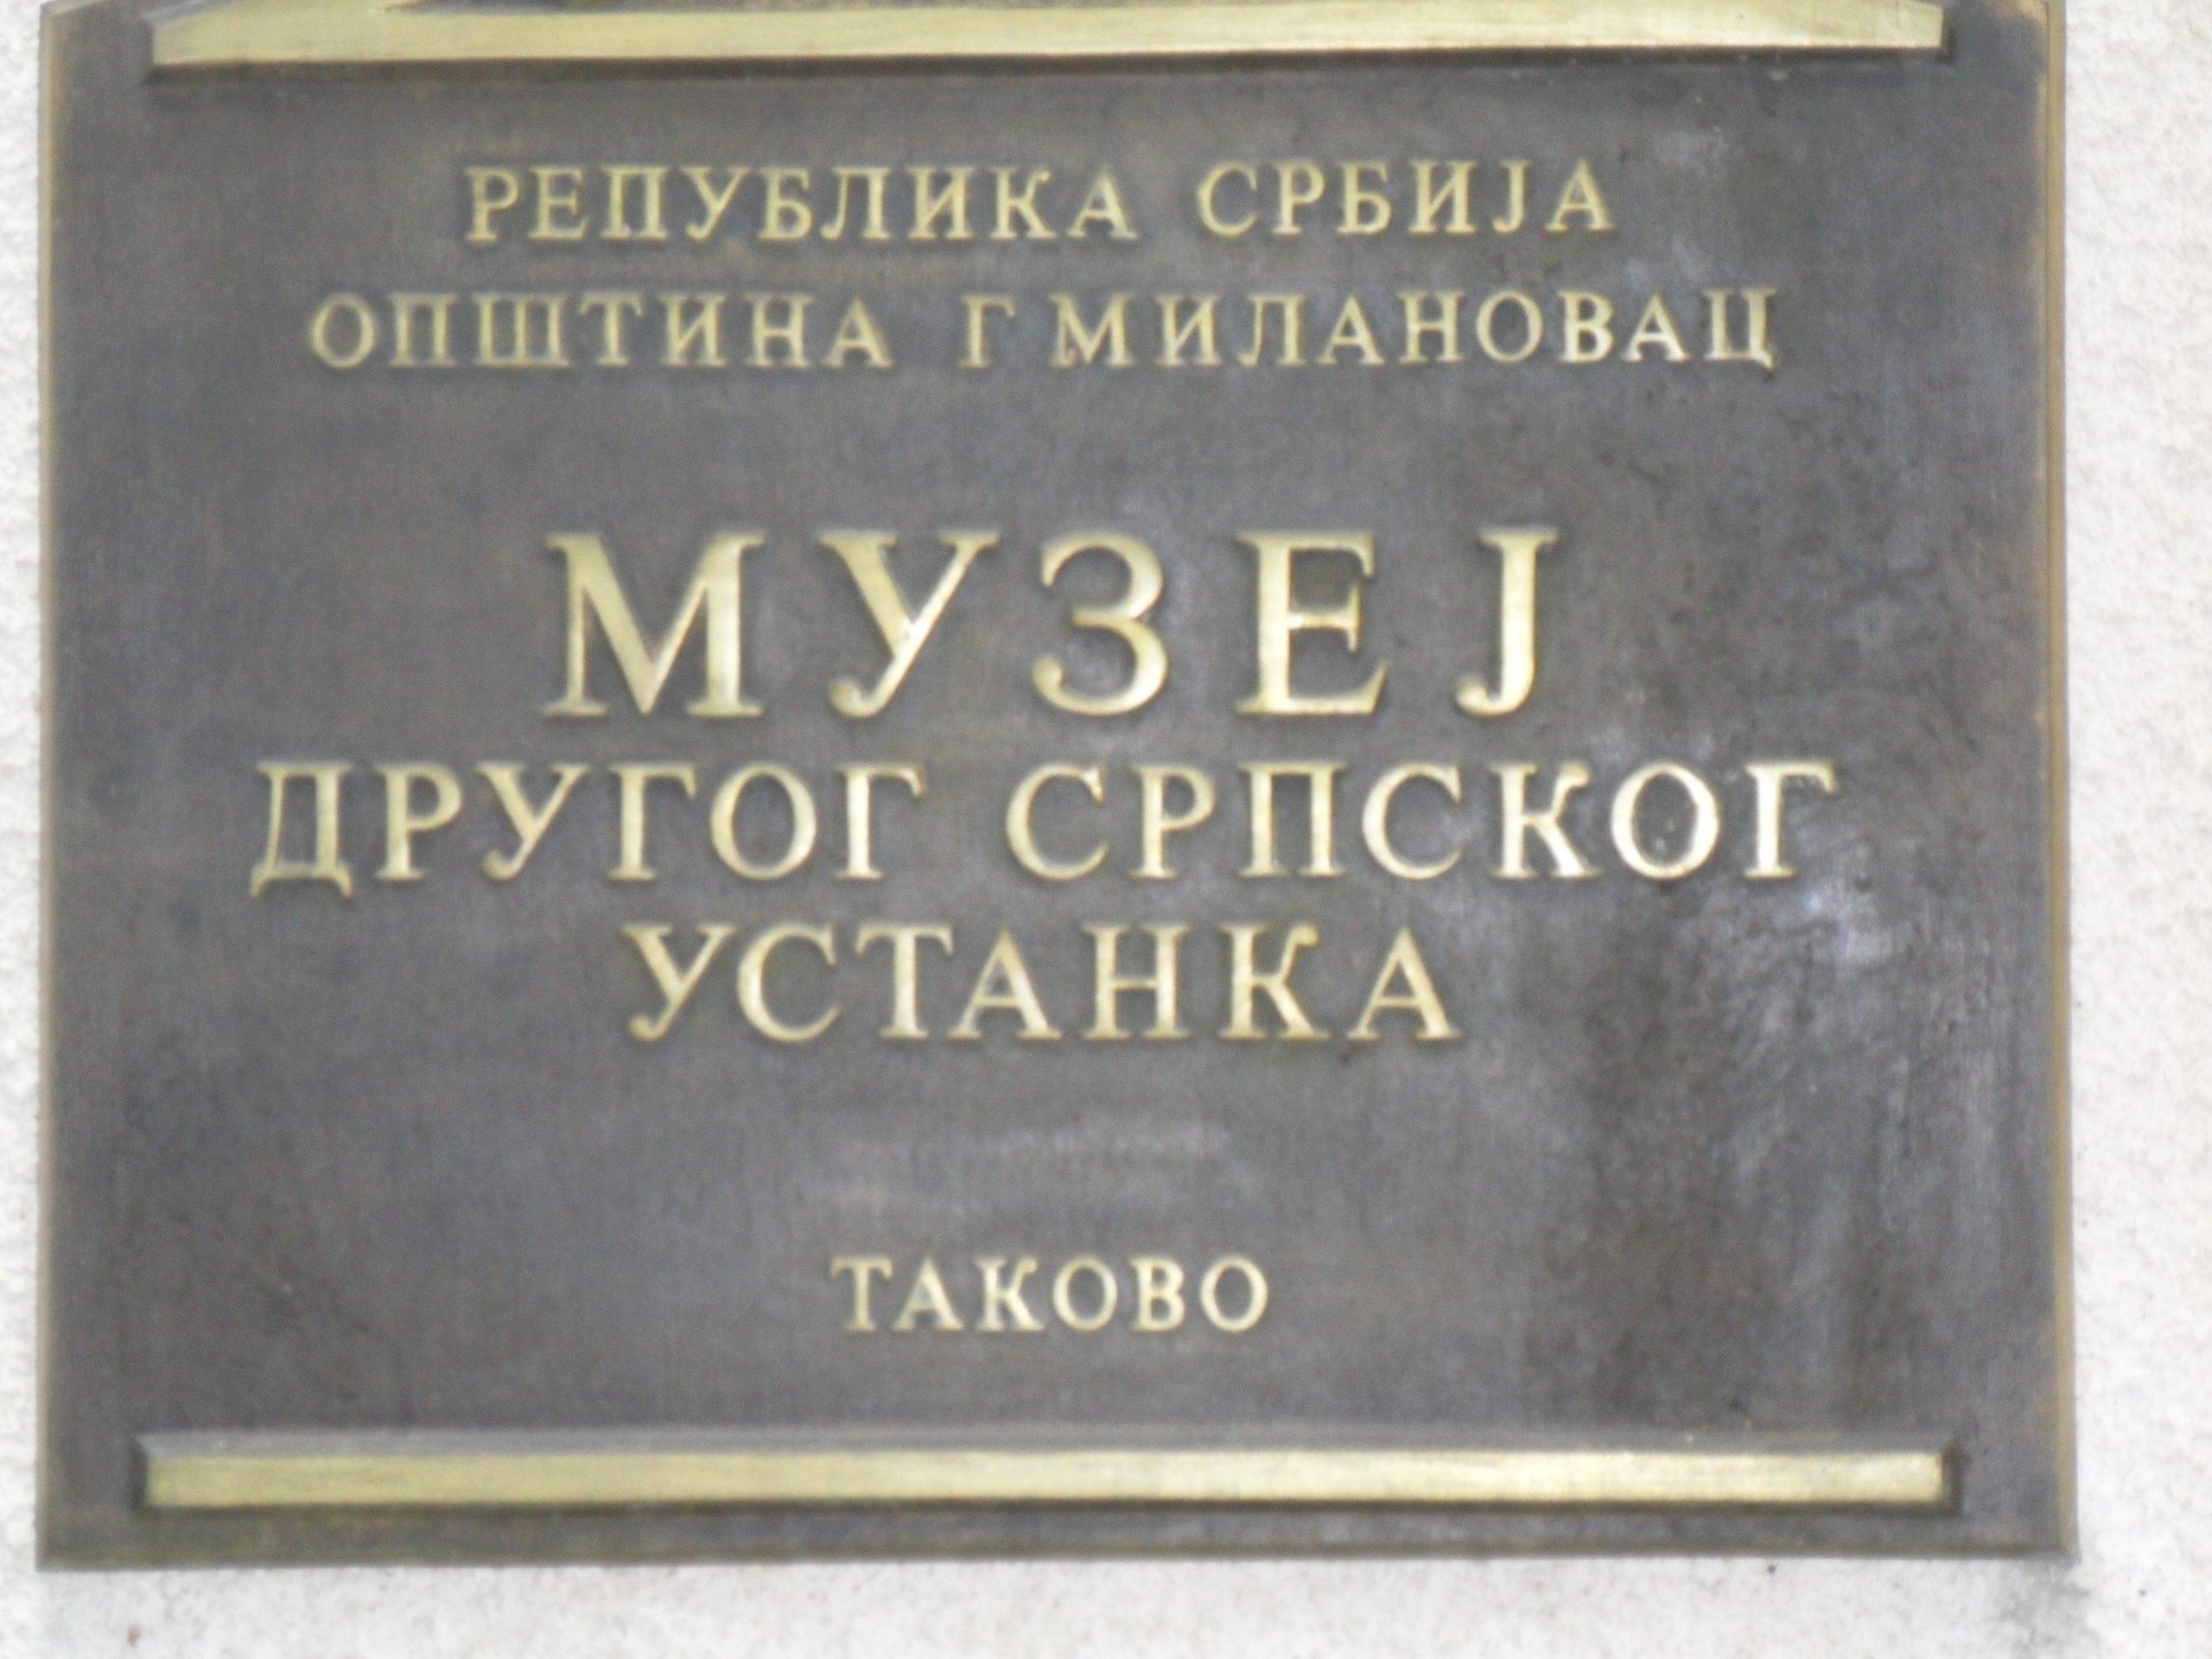 РЕПУБЛИКА СРБИЈА
ОПШТИНА Г МИЛАНОВАЦ
МУЗЕЈ
ДРУГОГ СРПСКОГ
УСТАНКА
ТАКОВО